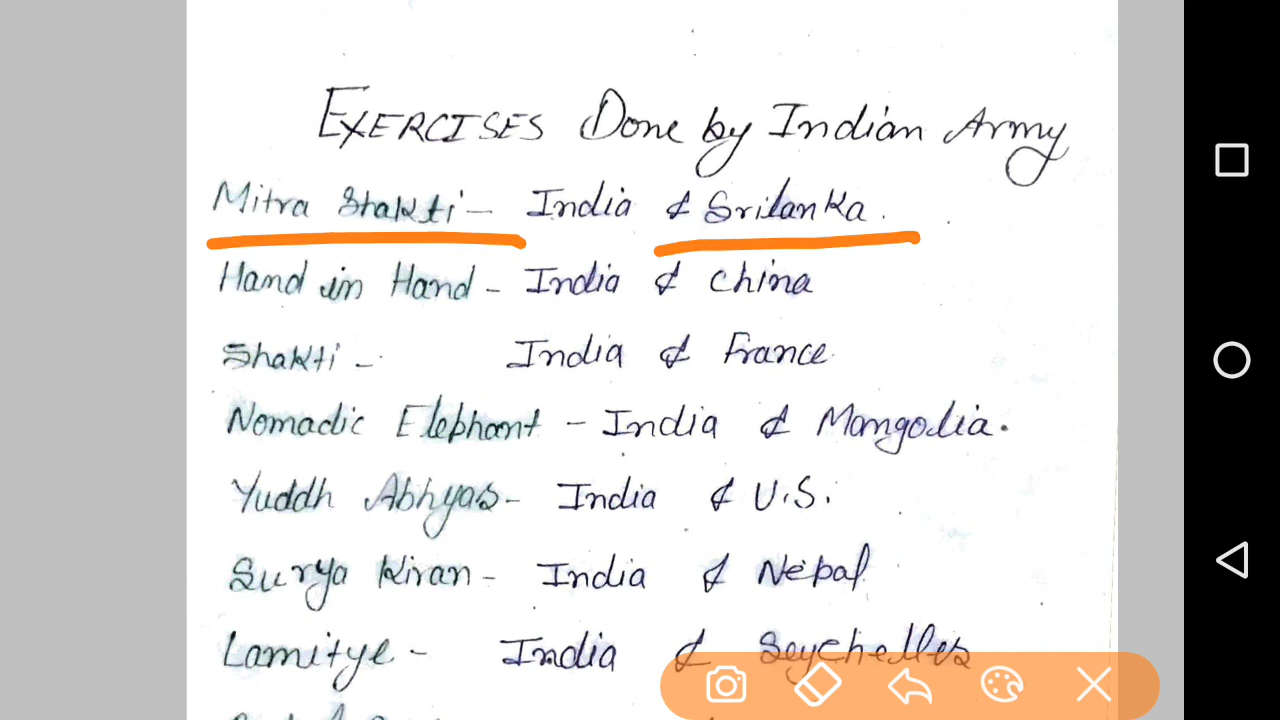 EXERCISES Done by Indian Army
Mitra Shakti - India & Srilanka.
Hand in Hand - India & China
Shakti - India & France
Nomadic Elephant - India & Mongolia.
Yuddh Abhyas - India & U.S.
Surya Kiran - India & Nepal
Lamitye - India & Seychelles